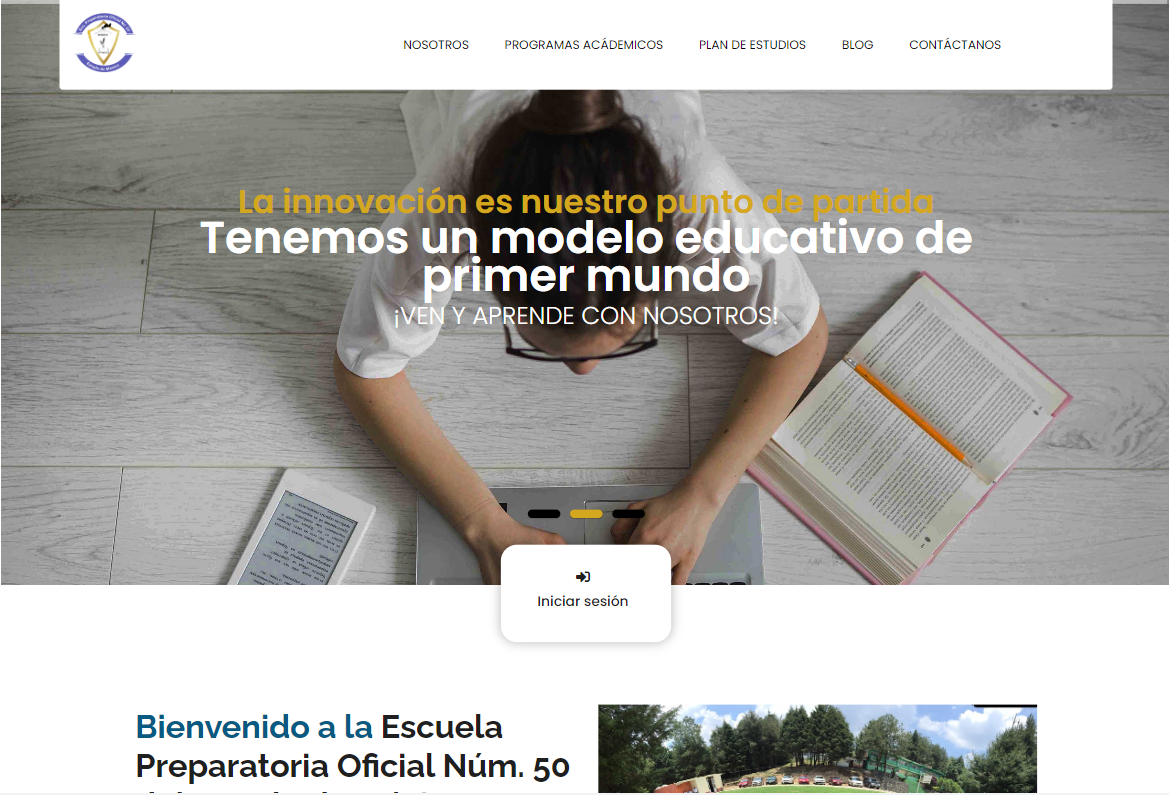 NOSOTROS
PROGRAMAS ACÁDEMICOS
PLAN DE ESTUDIOS
BLOG
CONTÁCTANOS
La innovación es nuestro punto de partida
Tenemos un modelo educativo de
primer mundo
¡VEN Y APRENDE CON NOSOTROS!
Iniciar sesión
Bienvenido a la Escuela
Preparatoria Oficial Núm. 50